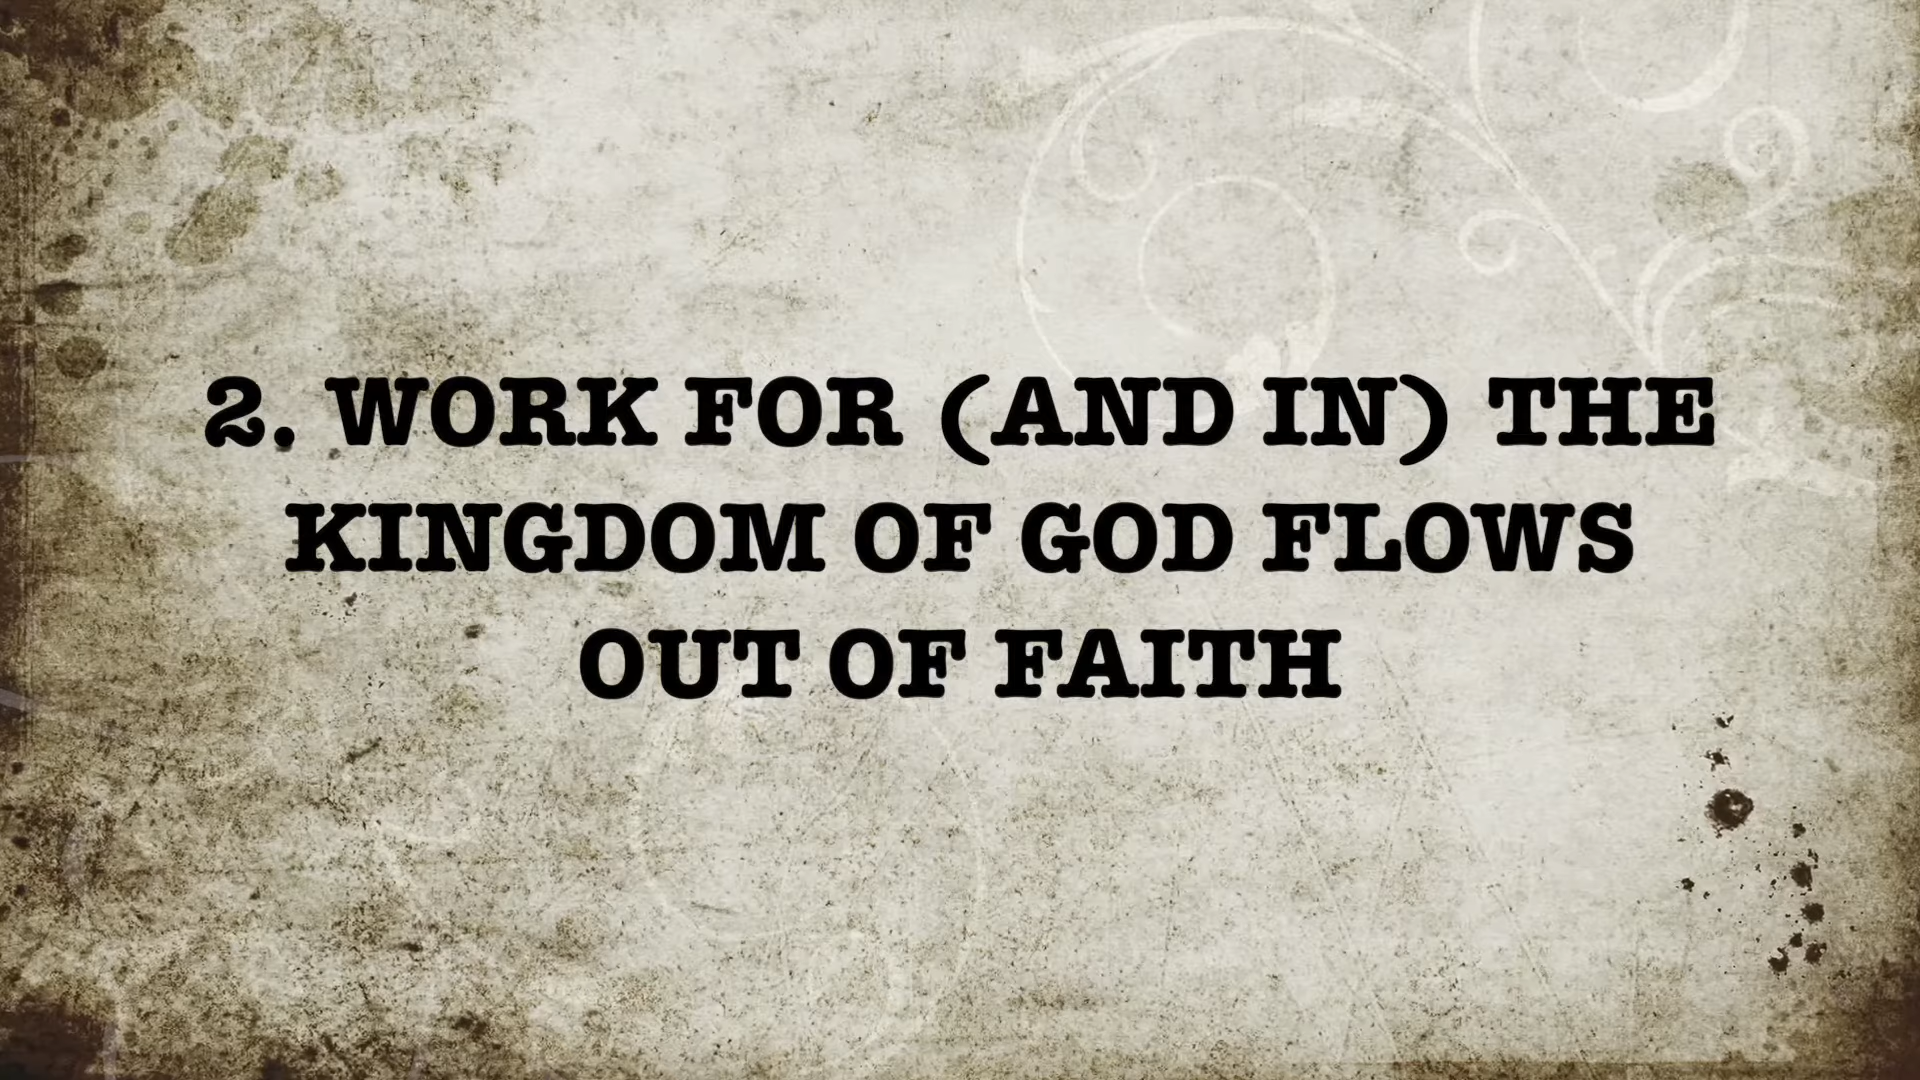 2. WORK FOR (AND IN) THE
KINGDOM OF GOD FLOWS
OUT OF FAITH